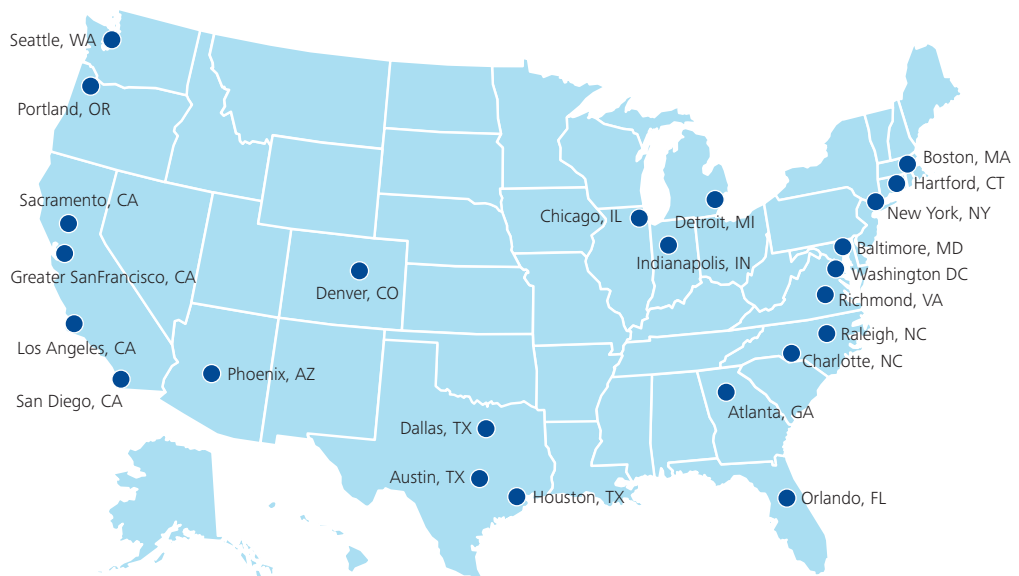 Seattle, WA
Portland, OR
Sacramento, CA
Greater SanFrancisco, CA
Los Angeles, CA
San Diego, CA
Phoenix, AZ
Denver, CO
Dallas, TX
Austin, TX
Houston, TX
Chicago, IL
Detroit, MI
Indianapolis, IN
Boston, MA
Hartford, CT
New York, NY
Baltimore, MD
Washington DC
Richmond, VA
Raleigh, NC
Charlotte, NC
Atlanta, GA
Orlando, FL